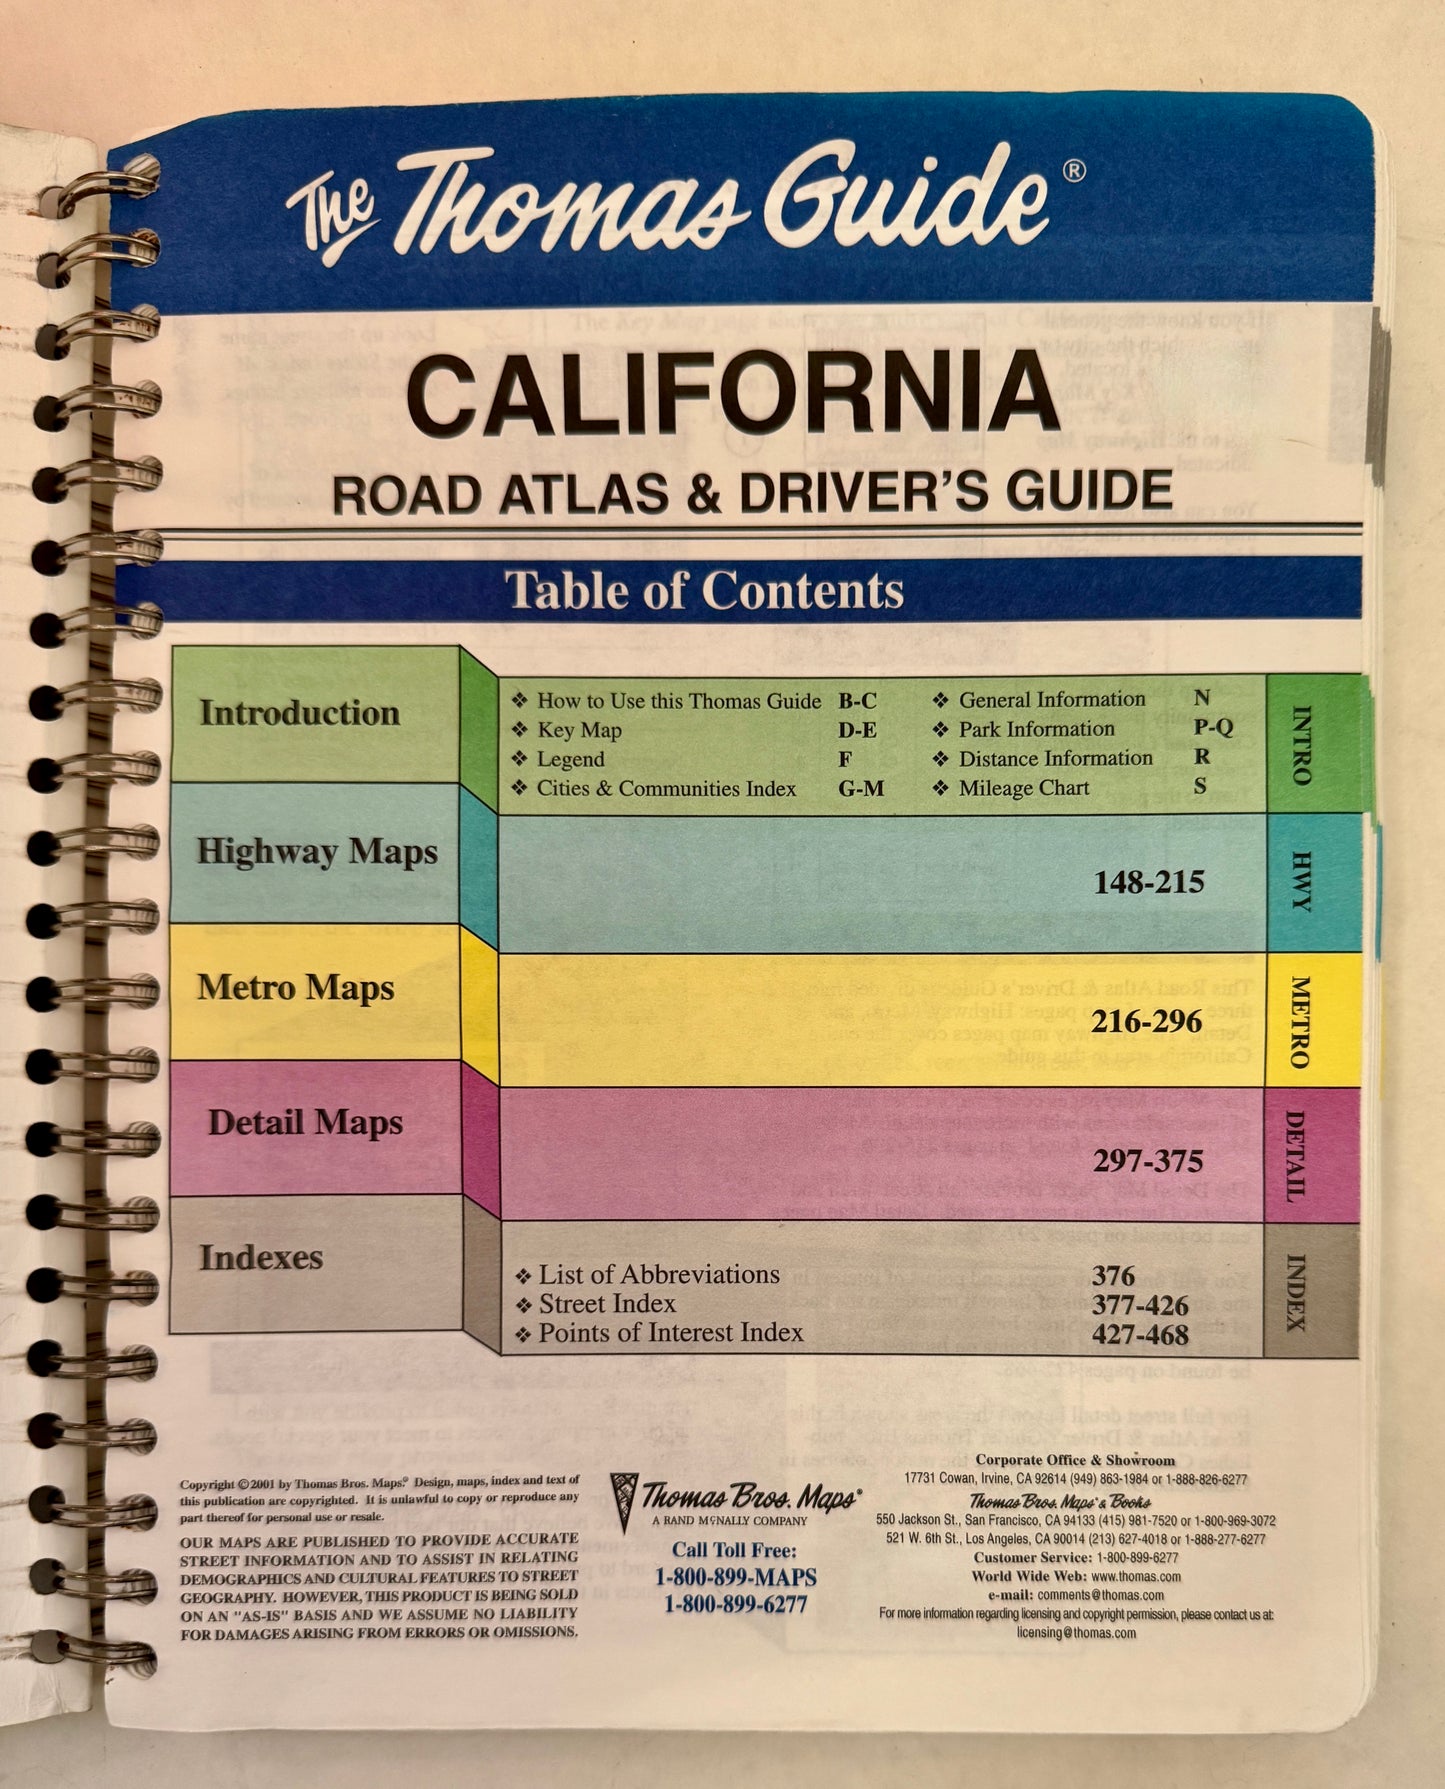 The Thomas Guide®
CALIFORNIA
ROAD ATLAS & DRIVER'S GUIDE
Table of Contents
Introduction
❖ How to Use this Thomas Guide B-C
❖ Key Map D-E
❖ Legend F
❖ Cities & Communities Index G-M
❖ General Information N
❖ Park Information P-Q
❖ Distance Information R
❖ Mileage Chart S
INTRO
Highway Maps
148-215
HWY
Metro Maps
216-296
METRO
Detail Maps
297-375
DETAIL
Indexes
❖ List of Abbreviations 376
❖ Street Index 377-426
❖ Points of Interest Index 427-468
INDEX
Copyright ©2001 by Thomas Bros. Maps.® Design, maps, index and text of
this publication are copyrighted. It is unlawful to copy or reproduce any
part thereof for personal use or resale.
OUR MAPS ARE PUBLISHED TO PROVIDE ACCURATE
STREET INFORMATION AND TO ASSIST IN RELATING
DEMOGRAPHICS AND CULTURAL FEATURES TO STREET
GEOGRAPHY. HOWEVER, THIS PRODUCT IS BEING SOLD
ON AN "AS-IS" BASIS AND WE ASSUME NO LIABILITY
FOR DAMAGES ARISING FROM ERRORS OR OMISSIONS.
Thomas Bros. Maps®
A RAND McNALLY COMPANY
Call Toll Free:
1-800-899-MAPS
1-800-899-6277
Corporate Office & Showroom
17731 Cowan, Irvine, CA 92614 (949) 863-1984 or 1-888-826-6277
Thomas Bros. Maps® & Books
550 Jackson St., San Francisco, CA 94133 (415) 981-7520 or 1-800-969-3072
521 W. 6th St., Los Angeles, CA 90014 (213) 627-4018 or 1-888-277-6277
Customer Service: 1-800-899-6277
World Wide Web: www.thomas.com
e-mail: comments@thomas.com
For more information regarding licensing and copyright permission, please contact us at:
licensing@thomas.com